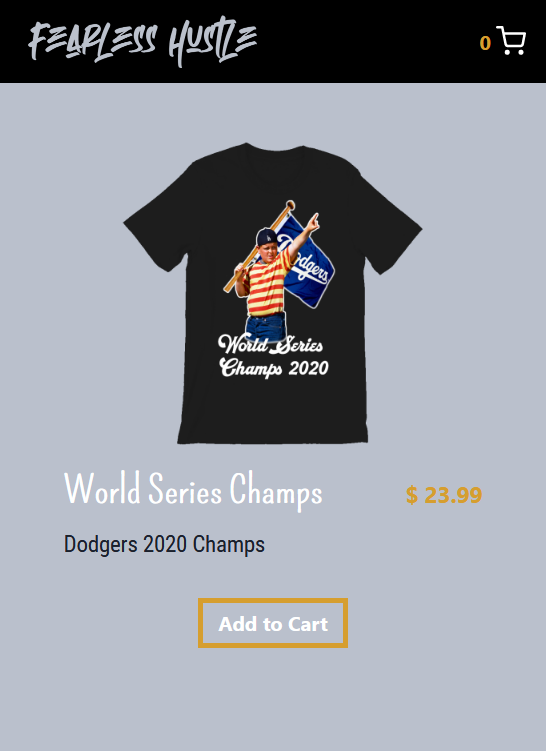 Fearless Hustle
0
Dodgers
World Series
Champs 2020
World Series Champs
$ 23.99
Dodgers 2020 Champs
Add to Cart